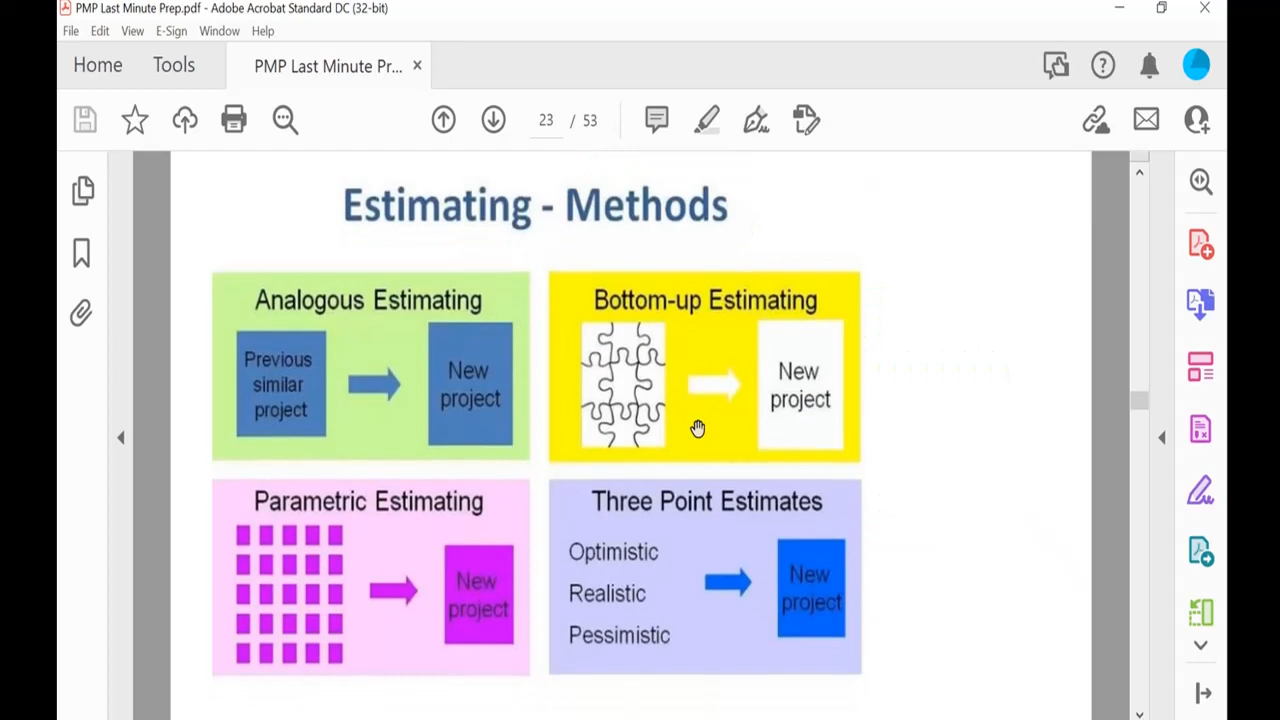 PMP Last Minute Prep.pdf - Adobe Acrobat Standard DC (32-bit)
File Edit View E-Sign Window Help
Home Tools PMP Last Minute Pr... ×
23 / 53
Estimating - Methods
Analogous Estimating
Previous
similar
project
New
project
Bottom-up Estimating
New
project
Parametric Estimating
New
project
Three Point Estimates
Optimistic
Realistic
Pessimistic
New
project